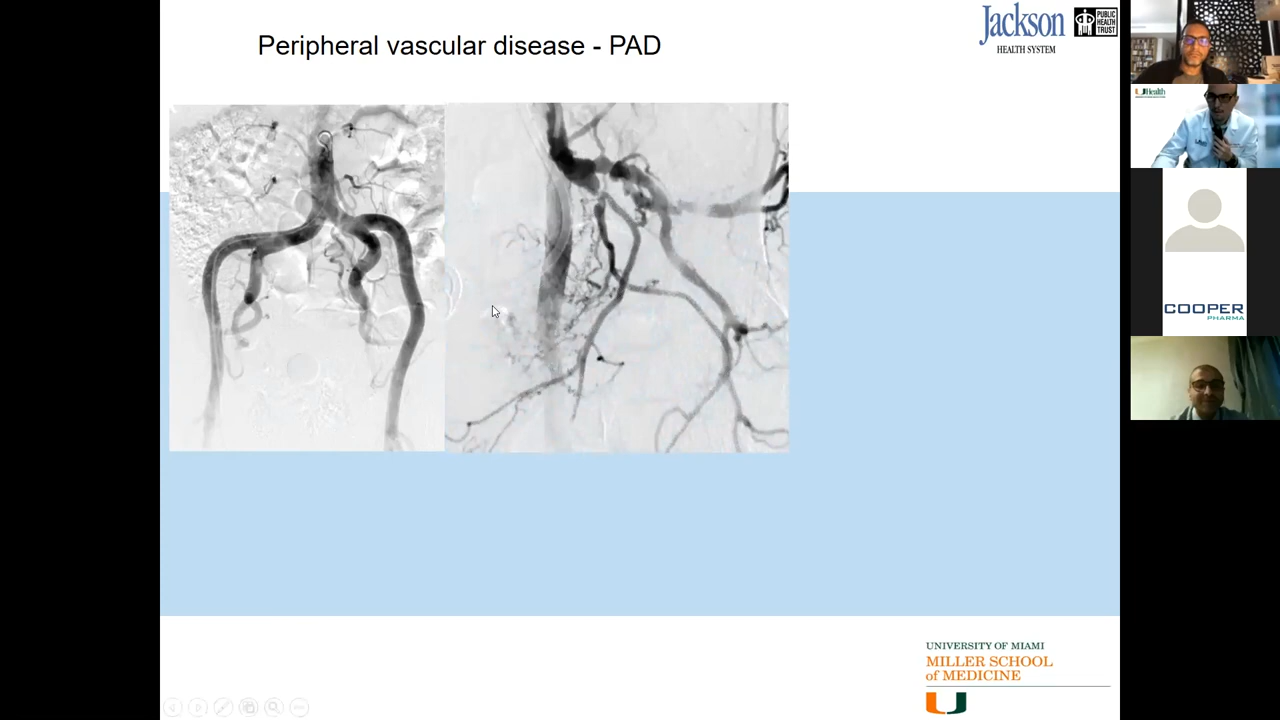 Peripheral vascular disease - PAD
Jackson
HEALTH SYSTEM
PUBLIC
HEALTH
TRUST
UHealth
COOPER
PHARMA
UNIVERSITY OF MIAMI
MILLER SCHOOL
of MEDICINE